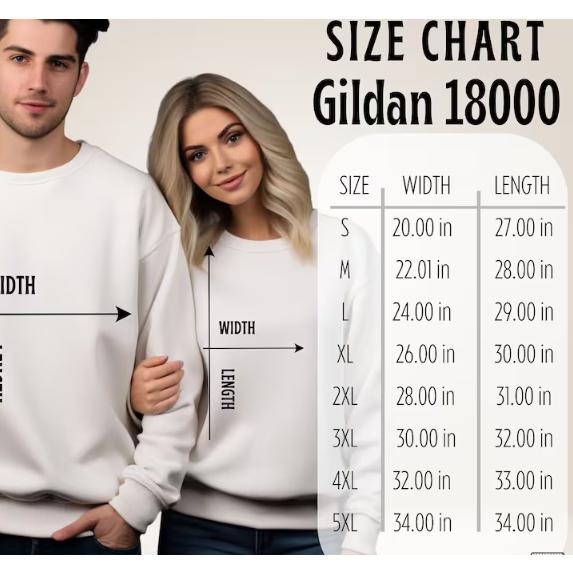 SIZE CHART
Gildan 18000
SIZE WIDTH LENGTH
S 20.00 in 27.00 in
M 22.01 in 28.00 in
L 24.00 in 29.00 in
XL 26.00 in 30.00 in
2XL 28.00 in 31.00 in
3XL 30.00 in 32.00 in
4XL 32.00 in 33.00 in
5XL 34.00 in 34.00 in
IDTH
WIDTH
LENGTH